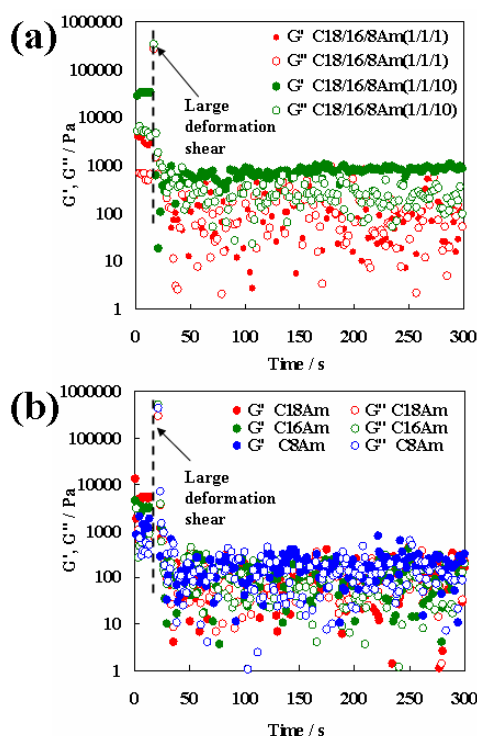 (a)
G', G'' / Pa
1000000
100000
10000
1000
100
10
1
G' C18/16/8Am(1/1/1)
G'' C18/16/8Am(1/1/1)
G' C18/16/8Am(1/1/10)
G'' C18/16/8Am(1/1/10)
Large
deformation
shear
0 50 100 150 200 250 300
Time / s
(b)
G', G'' / Pa
1000000
100000
10000
1000
100
10
1
G' C18Am G'' C18Am
G' C16Am G'' C16Am
G' C8Am G'' C8Am
Large
deformation
shear
0 50 100 150 200 250 300
Time / s